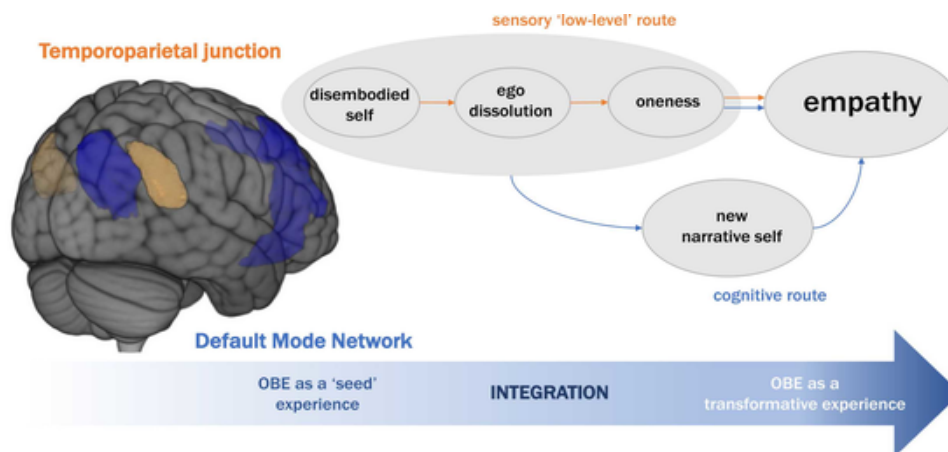 sensory 'low-level' route
Temporoparietal junction
disembodied
self
ego
dissolution
oneness
empathy
new
narrative self
cognitive route
Default Mode Network
OBE as a 'seed'
experience
INTEGRATION
OBE as a
transformative experience